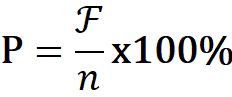 P = ℱ/n x100%